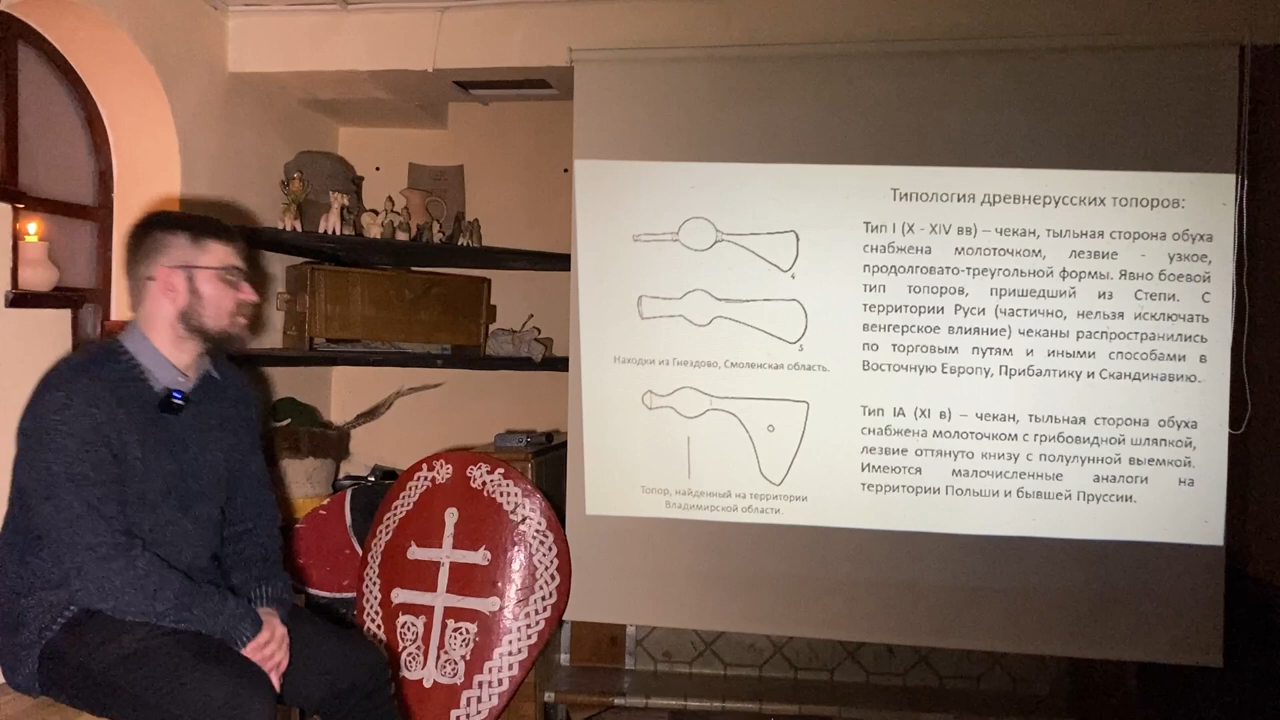 Типология древнерусских топоров:
Тип I (X - XIV вв) – чекан, тыльная сторона обуха
снабжена молоточком, лезвие - узкое,
продолговато-треугольной формы. Явно боевой
тип топоров, пришедший из Степи. С
территории Руси (частично, нельзя исключать
венгерское влияние) чеканы распространились
по торговым путям и иными способами в
Восточную Европу, Прибалтику и Скандинавию.
Тип IA (XI в) – чекан, тыльная сторона обуха
снабжена молоточком с грибовидной шляпкой,
лезвие оттянуто книзу с полулунной выемкой.
Имеются малочисленные аналоги на
территории Польши и бывшей Пруссии.
4
5
Находки из Гнездово, Смоленская область.
Топор, найденный на территории
Владимирской области.